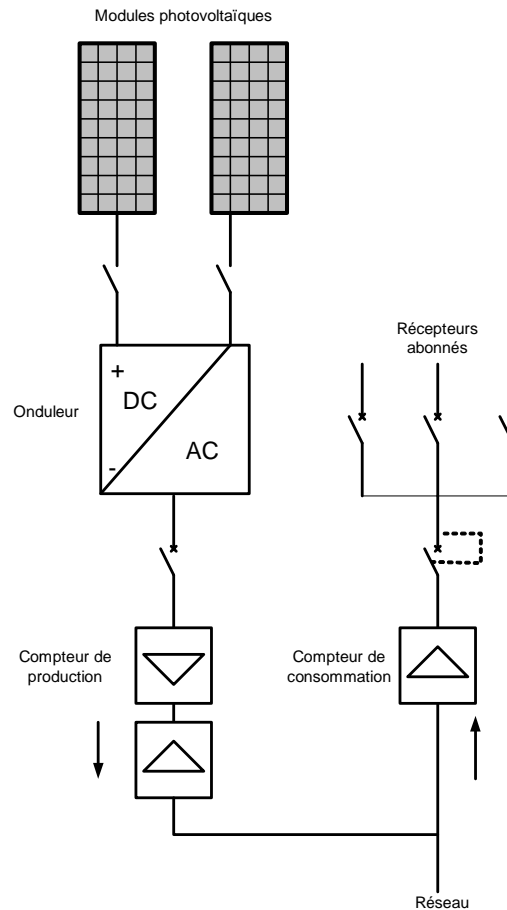 Modules photovoltaïques
Récepteurs
abonnés
Onduleur
+
DC
AC
-
Compteur de
production
Compteur de
consommation
Réseau